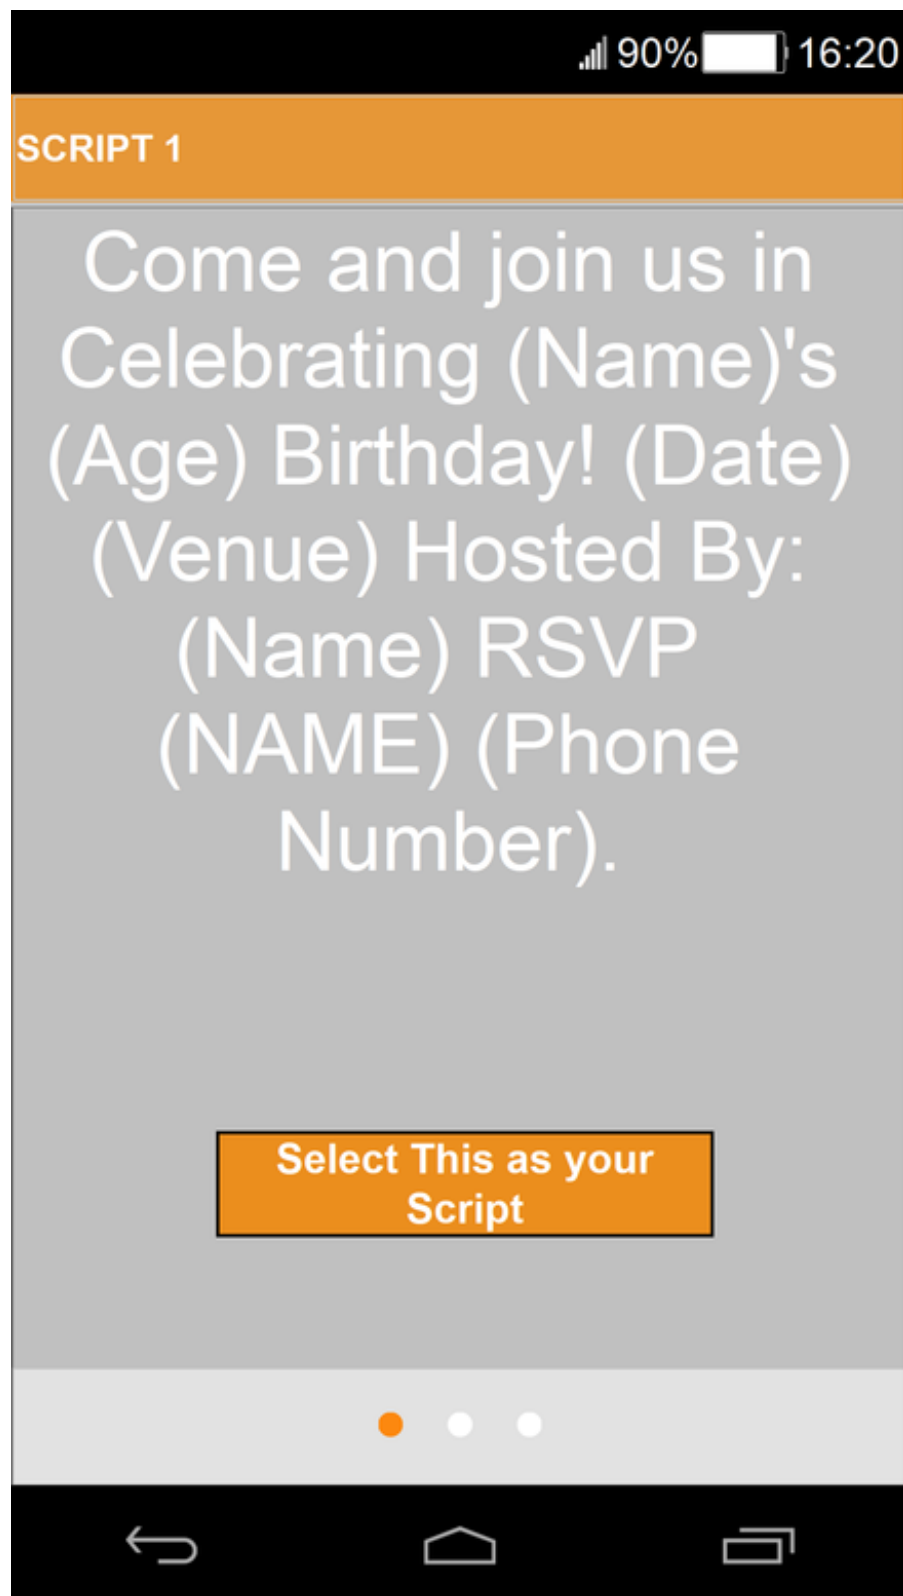 90% 16:20
SCRIPT 1
Come and join us in
Celebrating (Name)'s
(Age) Birthday! (Date)
(Venue) Hosted By:
(Name) RSVP
(NAME) (Phone
Number).
Select This as your
Script